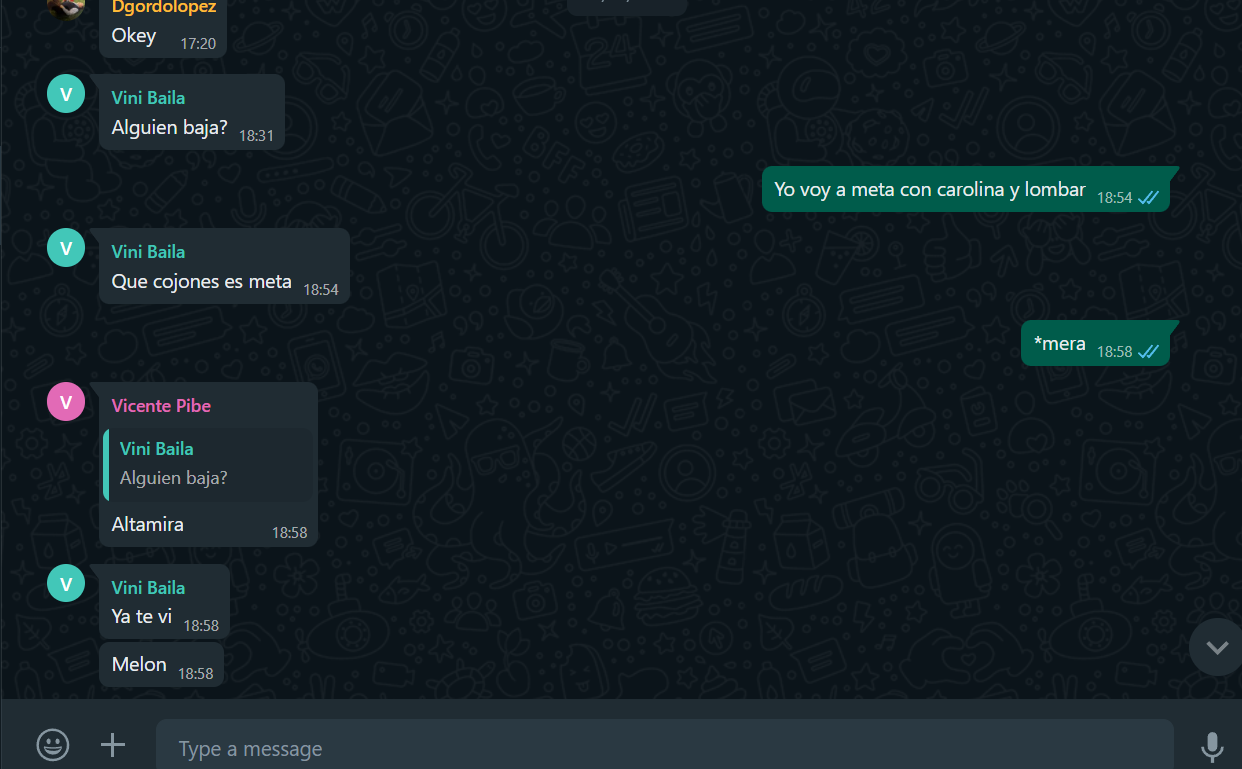 Dgordolopez
Okey 17:20
V
Vini Baila
Alguien baja? 18:31
Yo voy a meta con carolina y lombar 18:54
V
Vini Baila
Que cojones es meta 18:54
*mera 18:58
V
Vicente Pibe
Vini Baila
Alguien baja?
Altamira 18:58
V
Vini Baila
Ya te vi 18:58
Melon 18:58
Type a message